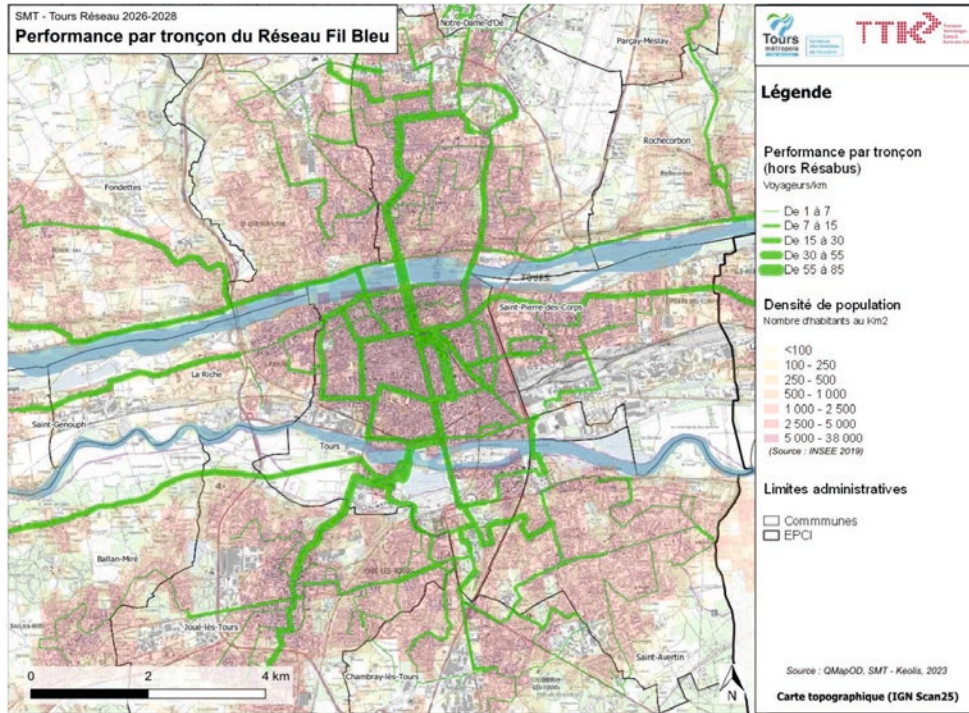 SMT - Tours Réseau 2026-2028
Performance par tronçon du Réseau Fil Bleu
Tours
métropole
TTK
Légende
Performance par tronçon
(hors Résabus)
Voyageurs/km
De 1 à 7
De 7 à 15
De 15 à 30
De 30 à 55
De 55 à 85
Densité de population
Nombre d'habitants au Km2
<100
100 - 250
250 - 500
500 - 1 000
1 000 - 2 500
2 500 - 5 000
5 000 - 38 000
(Source : INSEE 2019)
Limites administratives
Commmunes
EPCI
Source : QMapOD, SMT - Keolis, 2023
Carte topographique (IGN Scan25)
Notre-Dame-d'Oé
Parçay-Meslay
Rochecorbon
Fondettes
TOURS
Saint-Pierre-des-Corps
La Riche
Saint-Genouph
Tours
Ballan-Miré
Joué-lès-Tours
Saint-Avertin
Chambray-lès-Tours
0 2 4 km
N